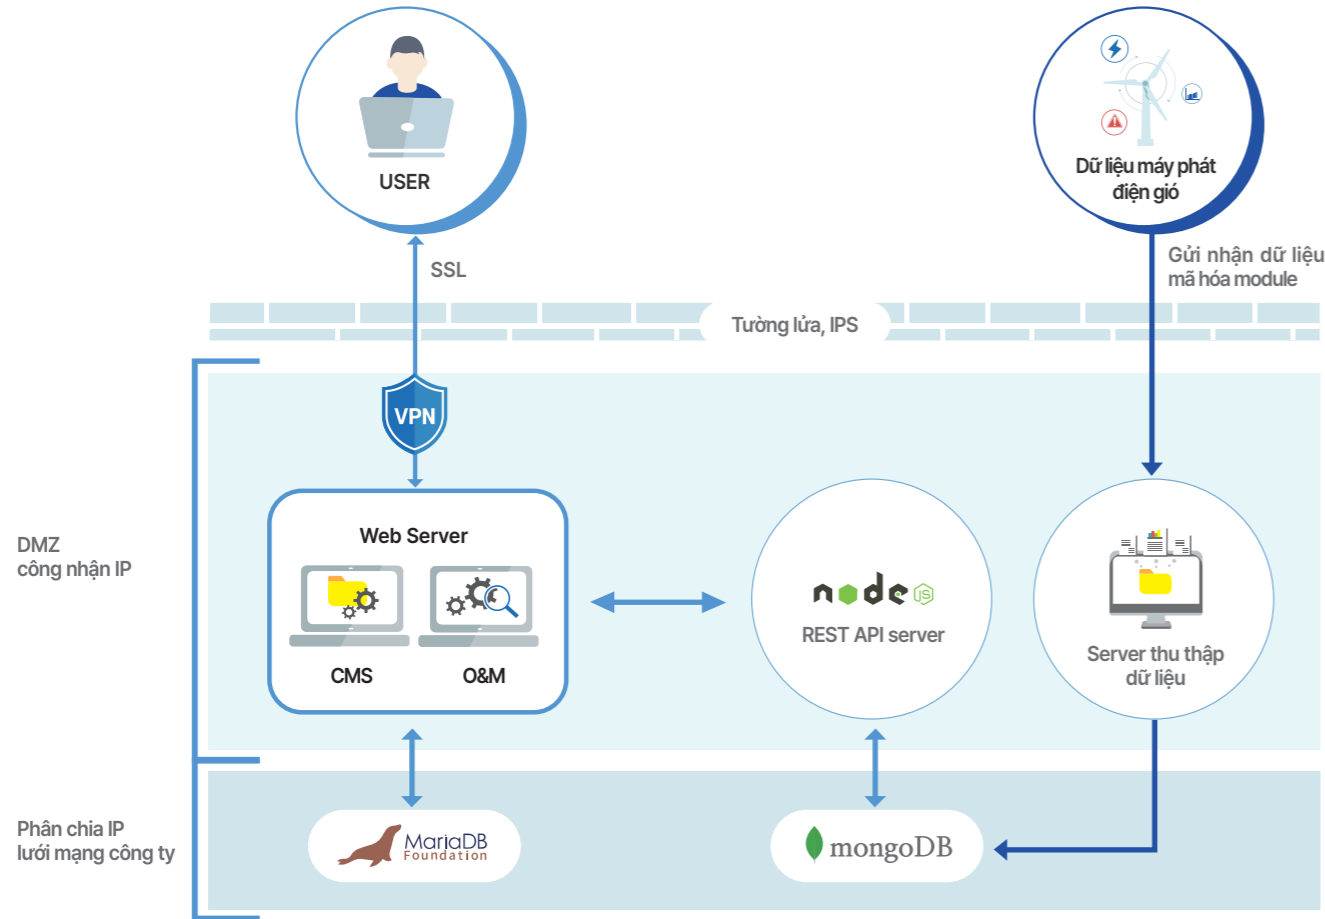 USER
Dữ liệu máy phát
điện gió
SSL
Gửi nhận dữ liệu
mã hóa module
Tường lửa, IPS
VPN
DMZ
công nhận IP
Web Server
CMS
O&M
node
JS
REST API server
Server thu thập
dữ liệu
Phân chia IP
lưới mạng công ty
MariaDB
Foundation
mongoDB